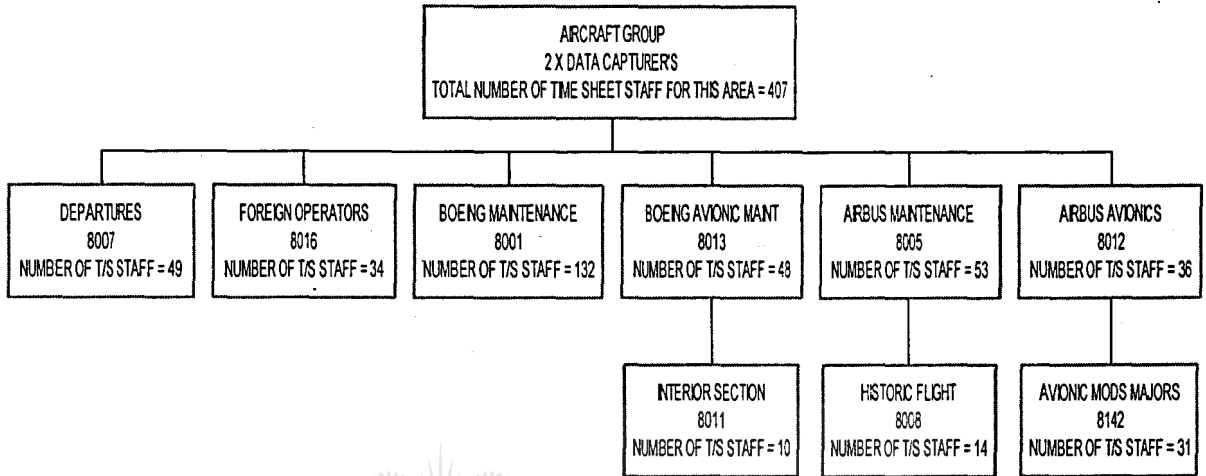 AIRCRAFT GROUP
2 X DATA CAPTURER'S
TOTAL NUMBER OF TIME SHEET STAFF FOR THIS AREA = 407
DEPARTURES
8007
NUMBER OF T/S STAFF = 49
FOREIGN OPERATORS
8016
NUMBER OF T/S STAFF = 34
BOEING MAINTENANCE
8001
NUMBER OF T/S STAFF = 132
BOEING AVIONIC MAINT
8013
NUMBER OF T/S STAFF = 48
AIRBUS MAINTENANCE
8005
NUMBER OF T/S STAFF = 53
AIRBUS AVIONICS
8012
NUMBER OF T/S STAFF = 36
INTERIOR SECTION
8011
NUMBER OF T/S STAFF = 10
HISTORIC FLIGHT
8008
NUMBER OF T/S STAFF = 14
AVIONIC MODS MAJORS
8142
NUMBER OF T/S STAFF = 31